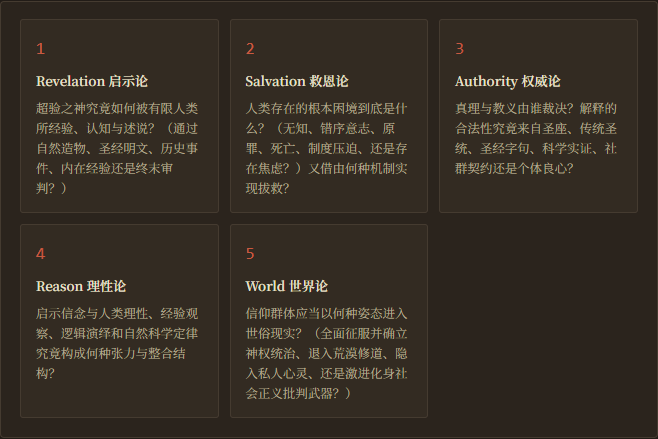 1
Revelation 启示论
超验之神究竟如何被有限人类
所经验、认知与述说？（通过
自然造物、圣经明文、历史事
件、内在经验还是终末审
判？）
2
Salvation 救恩论
人类存在的根本困境到底是什
么？（无知、错序意志、原
罪、死亡、制度压迫、还是存
在焦虑？）又借由何种机制实
现拔救？
3
Authority 权威论
真理与教义由谁裁决？解释的
合法性究竟来自圣座、传统圣
统、圣经字句、科学实证、社
群契约还是个体良心？
4
Reason 理性论
启示信念与人类理性、经验观
察、逻辑演绎和自然科学定律
究竟构成何种张力与整合结
构？
5
World 世界论
信仰群体应当以何种姿态进入
世俗现实？（全面征服并确立
神权统治、退入荒漠修道、隐
入私人心灵、还是激进化身社
会正义批判武器？）